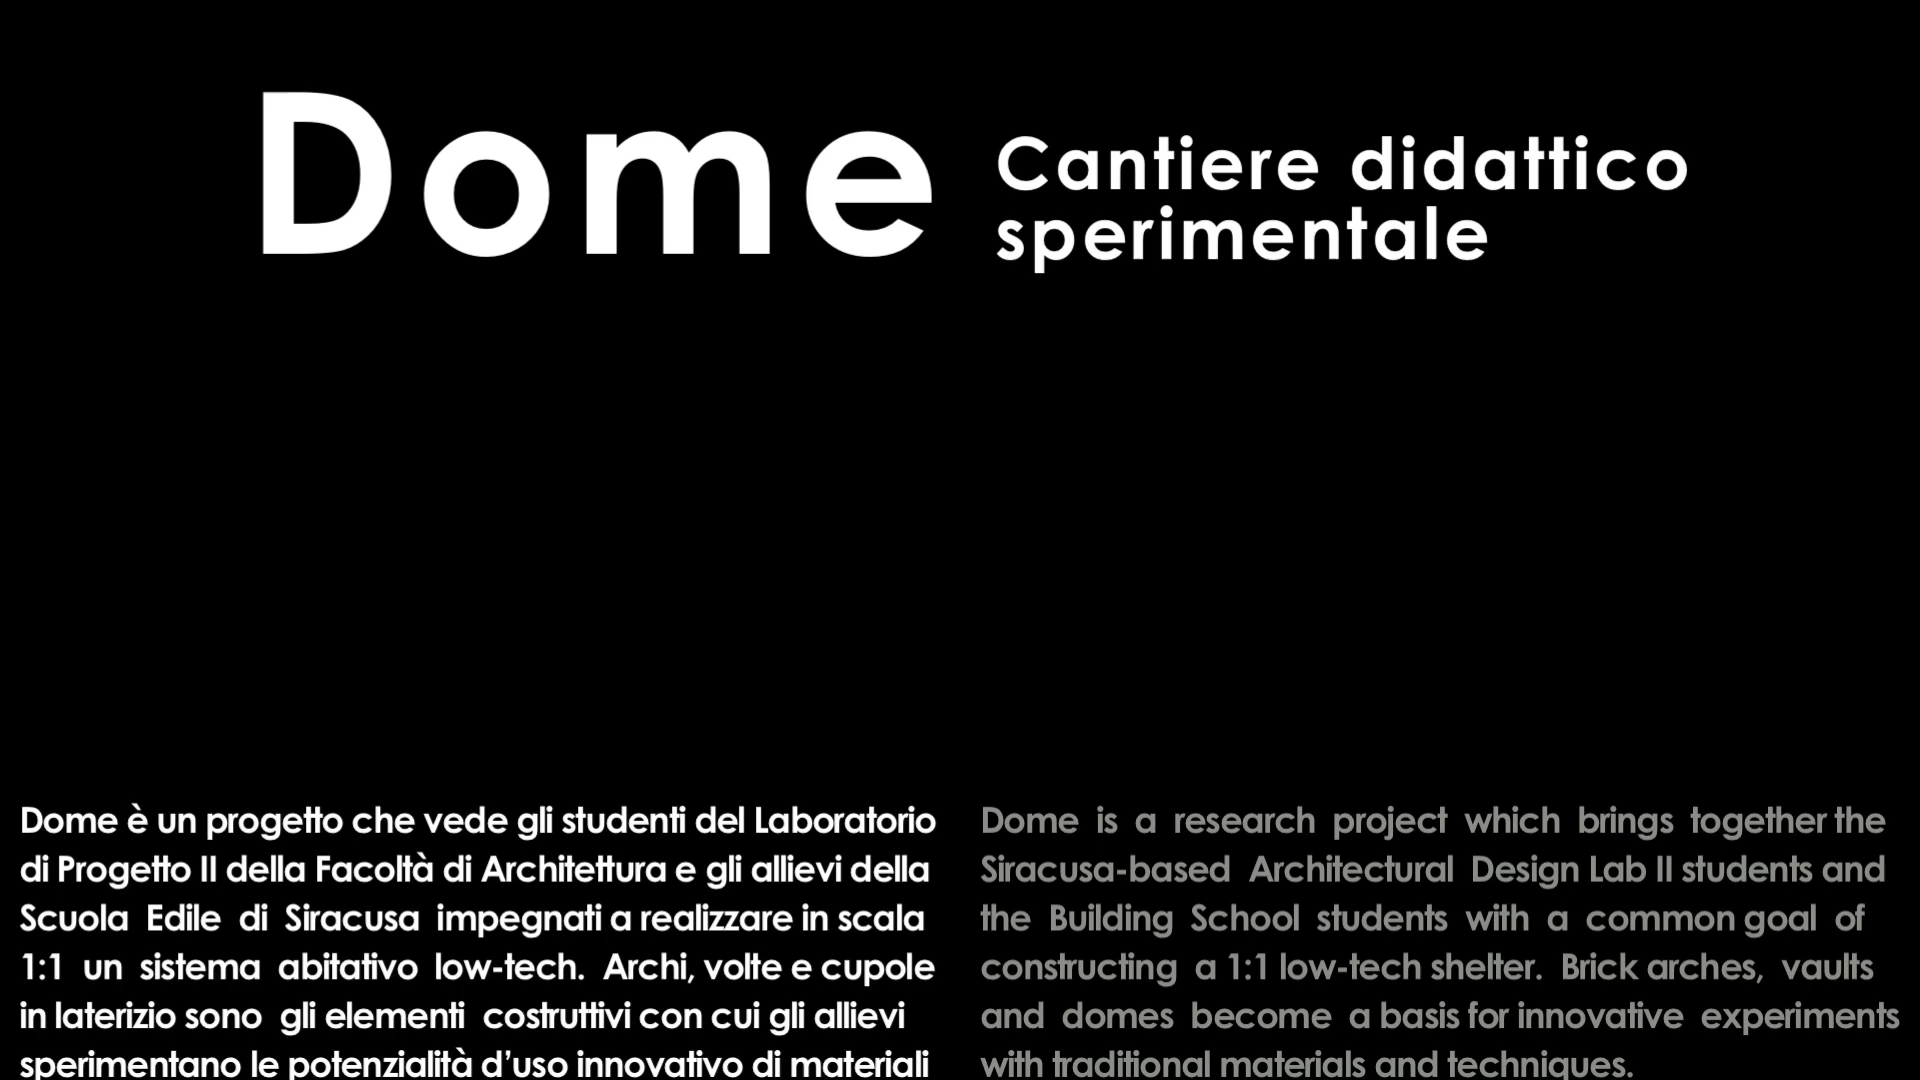 Dome
Cantiere didattico
sperimentale
Dome è un progetto che vede gli studenti del Laboratorio
di Progetto II della Facoltà di Architettura e gli allievi della
Scuola Edile di Siracusa impegnati a realizzare in scala
1:1 un sistema abitativo low-tech. Archi, volte e cupole
in laterizio sono gli elementi costruttivi con cui gli allievi
sperimentano le potenzialità d’uso innovativo di materiali
Dome is a research project which brings together the
Siracusa-based Architectural Design Lab II students and
the Building School students with a common goal of
constructing a 1:1 low-tech shelter. Brick arches, vaults
and domes become a basis for innovative experiments
with traditional materials and techniques.